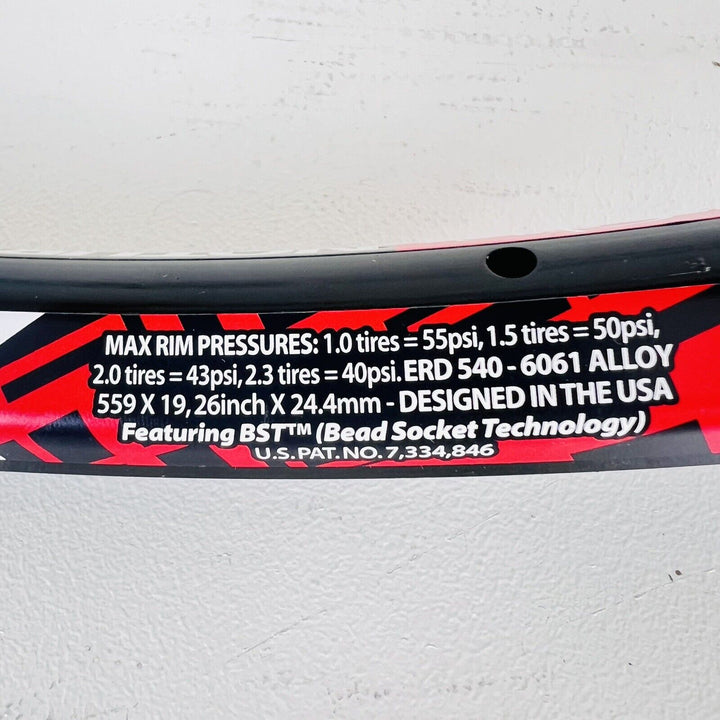 MAX RIM PRESSURES: 1.0 tires = 55psi, 1.5 tires = 50psi,
2.0 tires = 43psi, 2.3 tires = 40psi. ERD 540 - 6061 ALLOY
559 X 19, 26inch X 24.4mm - DESIGNED IN THE USA
Featuring BST™ (Bead Socket Technology)
U.S. PAT. NO. 7,334,846